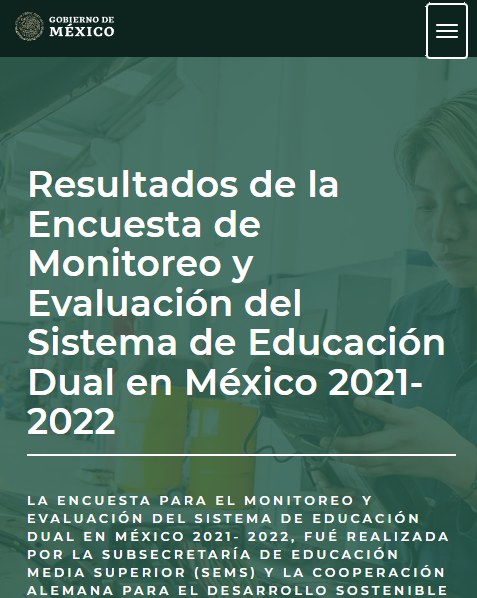 GOBIERNO DE
MÉXICO
Resultados de la
Encuesta de
Monitoreo y
Evaluación del
Sistema de Educación
Dual en México 2021-
2022
LA ENCUESTA PARA EL MONITOREO Y
EVALUACIÓN DEL SISTEMA DE EDUCACIÓN
DUAL EN MÉXICO 2021- 2022, FUÉ REALIZADA
POR LA SUBSECRETARÍA DE EDUCACIÓN
MEDIA SUPERIOR (SEMS) Y LA COOPERACIÓN
ALEMANA PARA EL DESARROLLO SOSTENIBLE